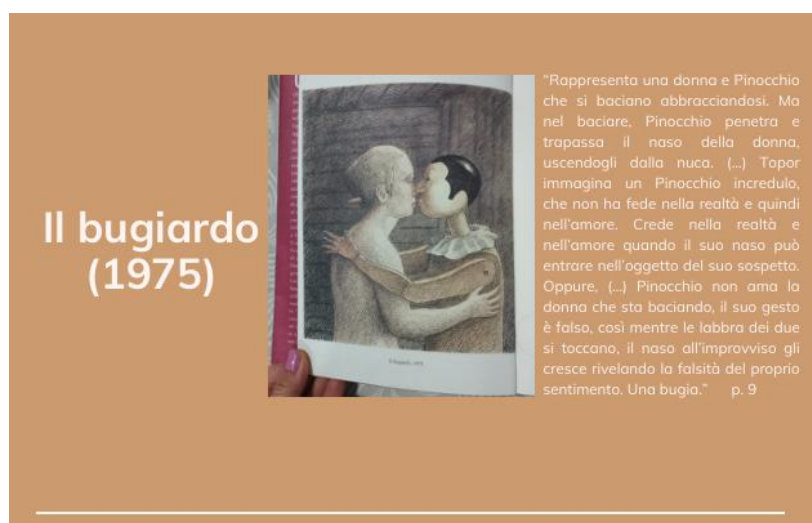 Il bugiardo
(1975)
“Rappresenta una donna e Pinocchio
che si baciano abbracciandosi. Ma
nel baciare, Pinocchio penetra e
trapassa il naso della donna,
uscendogli dalla nuca. (...) Topor
immagina un Pinocchio incredulo,
che non ha fede nella realtà e quindi
nell’amore. Crede nella realtà e
nell’amore quando il suo naso può
entrare nell’oggetto del suo sospetto.
Oppure, (...) Pinocchio non ama la
donna che sta baciando, il suo gesto
è falso, così mentre le labbra dei due
si toccano, il naso all’improvviso gli
cresce rivelando la falsità del proprio
sentimento. Una bugia.” p. 9
Il bugiardo, 1975